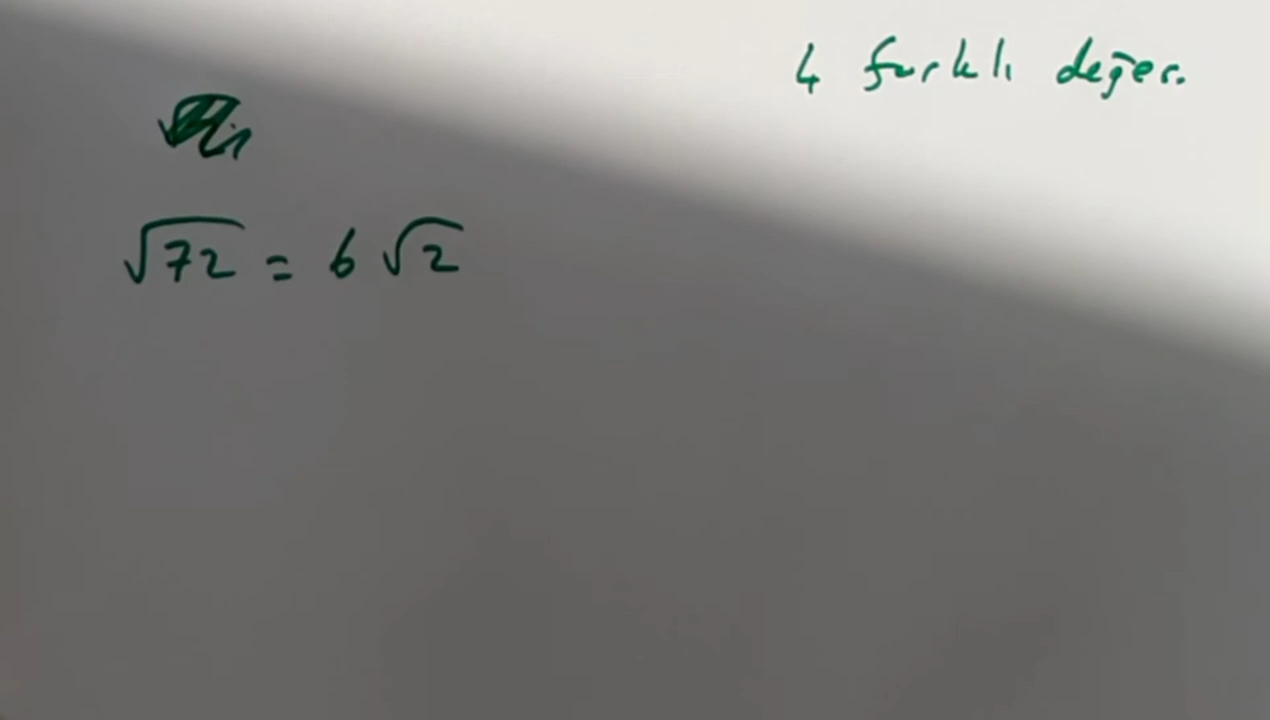 4 farklı değer.
√72 = 6√2